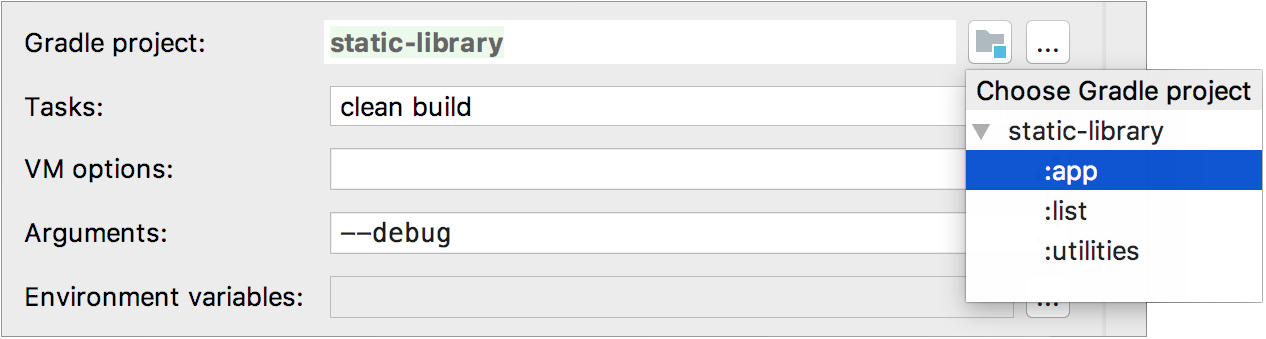 Gradle project:
static-library
...
Choose Gradle project
static-library
:app
:list
:utilities
Tasks:
clean build
VM options:
Arguments:
--debug
Environment variables:
...